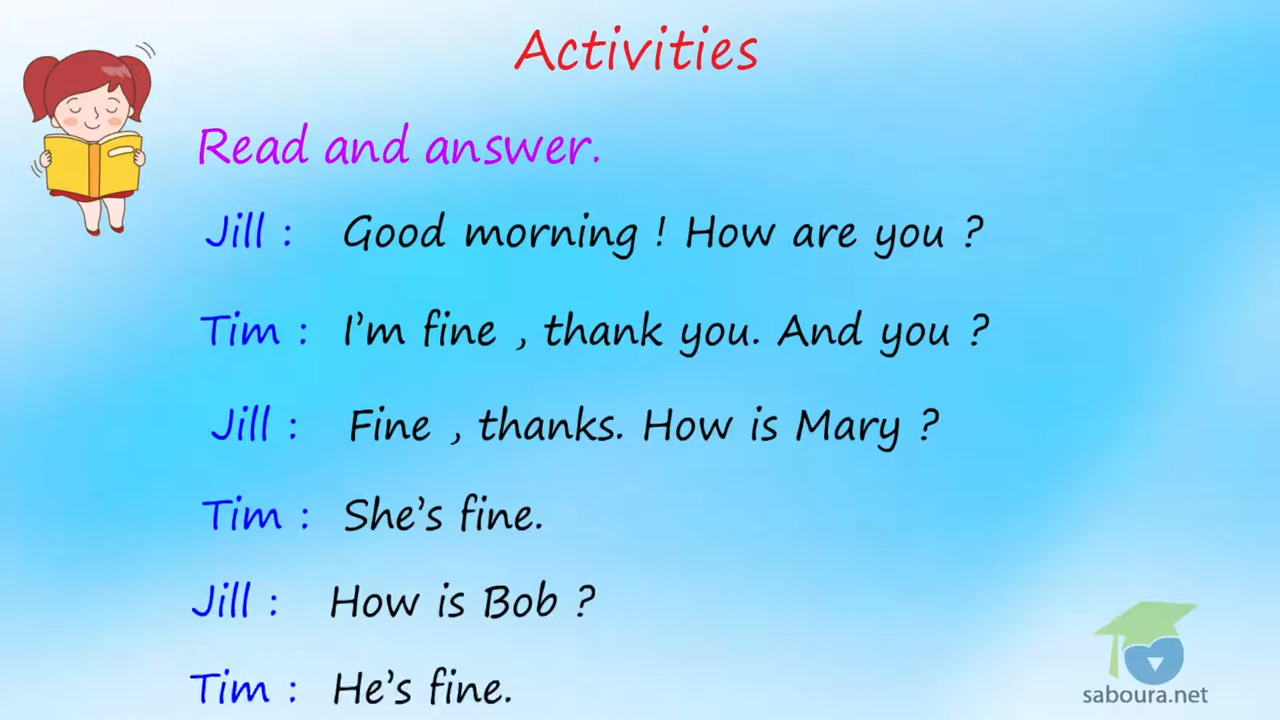 Activities
Read and answer.
Jill : Good morning ! How are you ?
Tim : I'm fine , thank you. And you ?
Jill : Fine , thanks. How is Mary ?
Tim : She's fine.
Jill : How is Bob ?
Tim : He's fine.
saboura.net